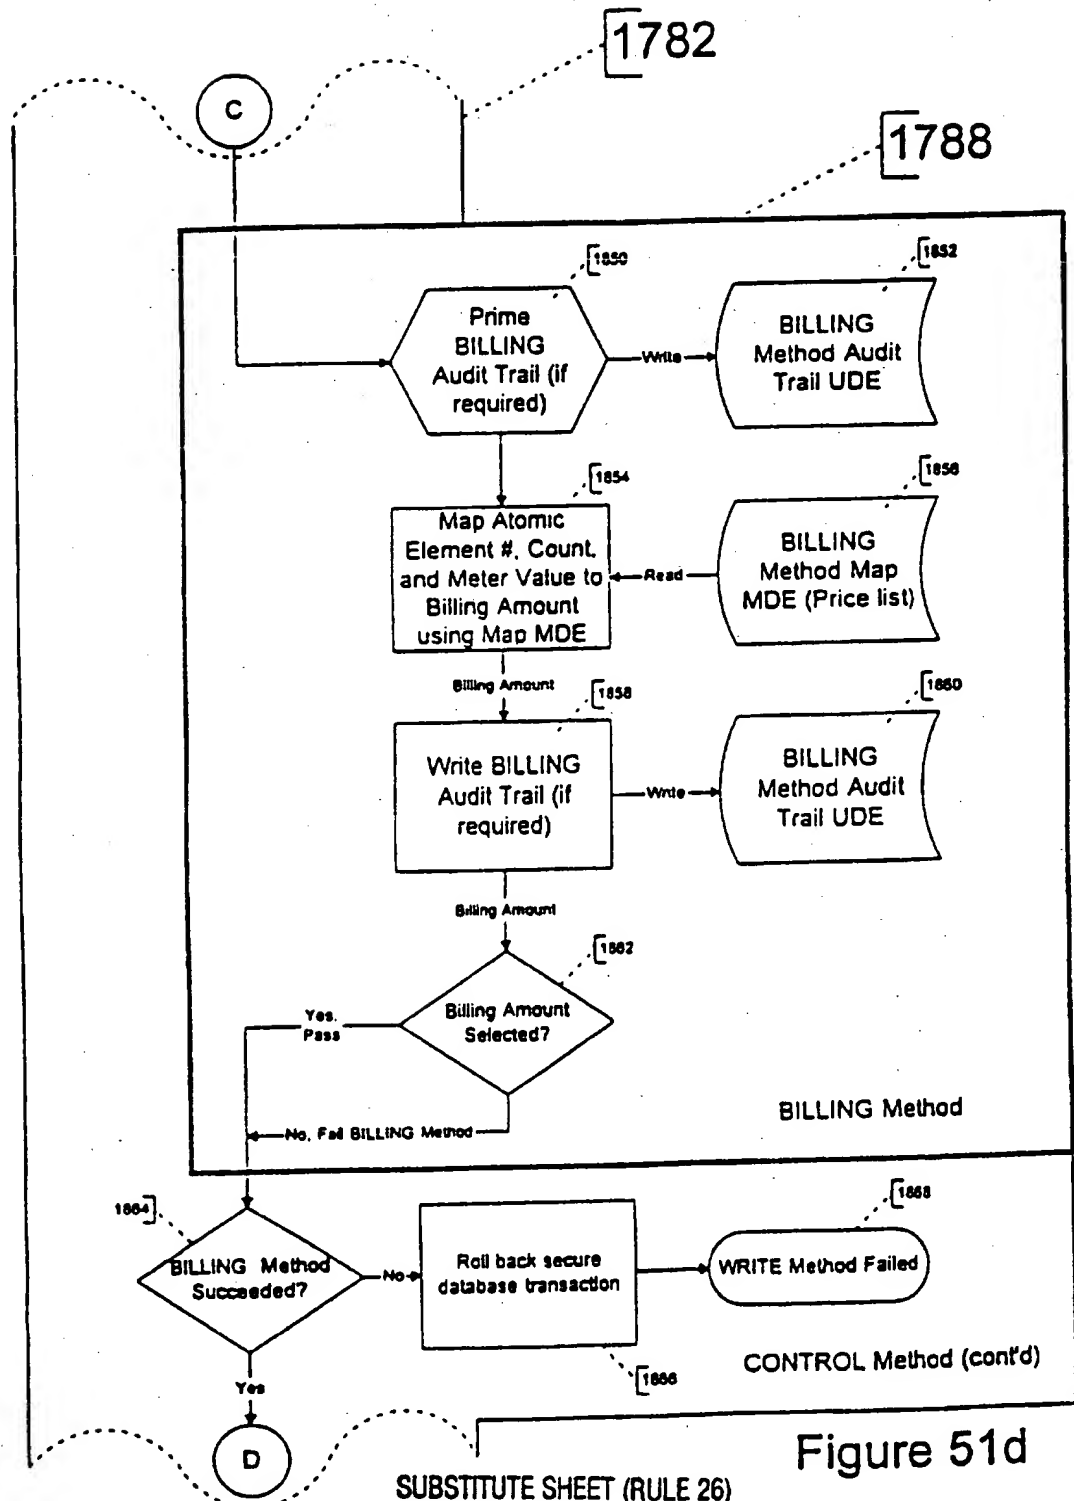 1782
C
1788
1850
1852
Prime
BILLING
Audit Trail (if
required)
Write
BILLING
Method Audit
Trail UDE
1854
1856
Map Atomic
Element #, Count,
and Meter Value to
Billing Amount
using Map MDE
Read
BILLING
Method Map
MDE (Price list)
Billing Amount
1858
1860
Write BILLING
Audit Trail (if
required)
Write
BILLING
Method Audit
Trail UDE
Billing Amount
1862
Billing Amount
Selected?
Yes.
Pass
No, Fail BILLING Method
BILLING Method
1864
BILLING Method
Succeeded?
No
Roll back secure
database transaction
1868
WRITE Method Failed
1866
CONTROL Method (cont'd)
Yes
D
Figure 51d
SUBSTITUTE SHEET (RULE 26)